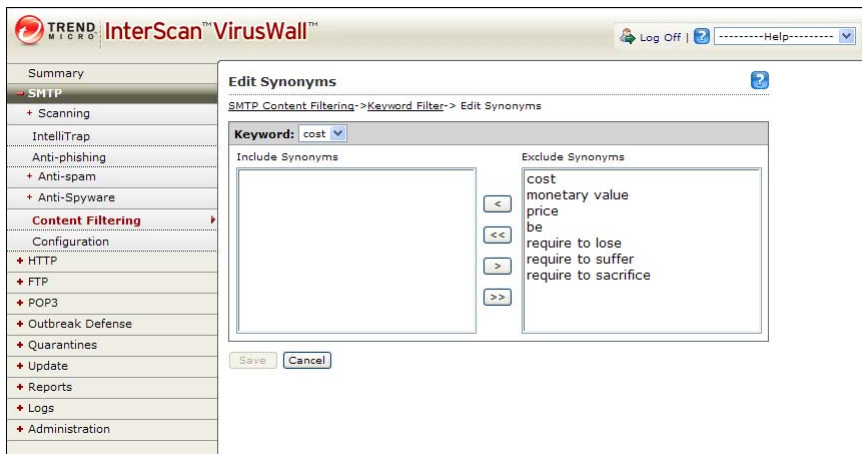 TREND MICRO InterScan™ VirusWall™
Log Off | ? ---------Help---------
Summary
- SMTP
+ Scanning
IntelliTrap
Anti-phishing
+ Anti-spam
+ Anti-Spyware
Content Filtering
Configuration
+ HTTP
+ FTP
+ POP3
+ Outbreak Defense
+ Quarantines
+ Update
+ Reports
+ Logs
+ Administration
Edit Synonyms ?
SMTP Content Filtering->Keyword Filter-> Edit Synonyms
Keyword: cost
Include Synonyms
<
<<
>
>>
Exclude Synonyms
cost
monetary value
price
be
require to lose
require to suffer
require to sacrifice
Save Cancel